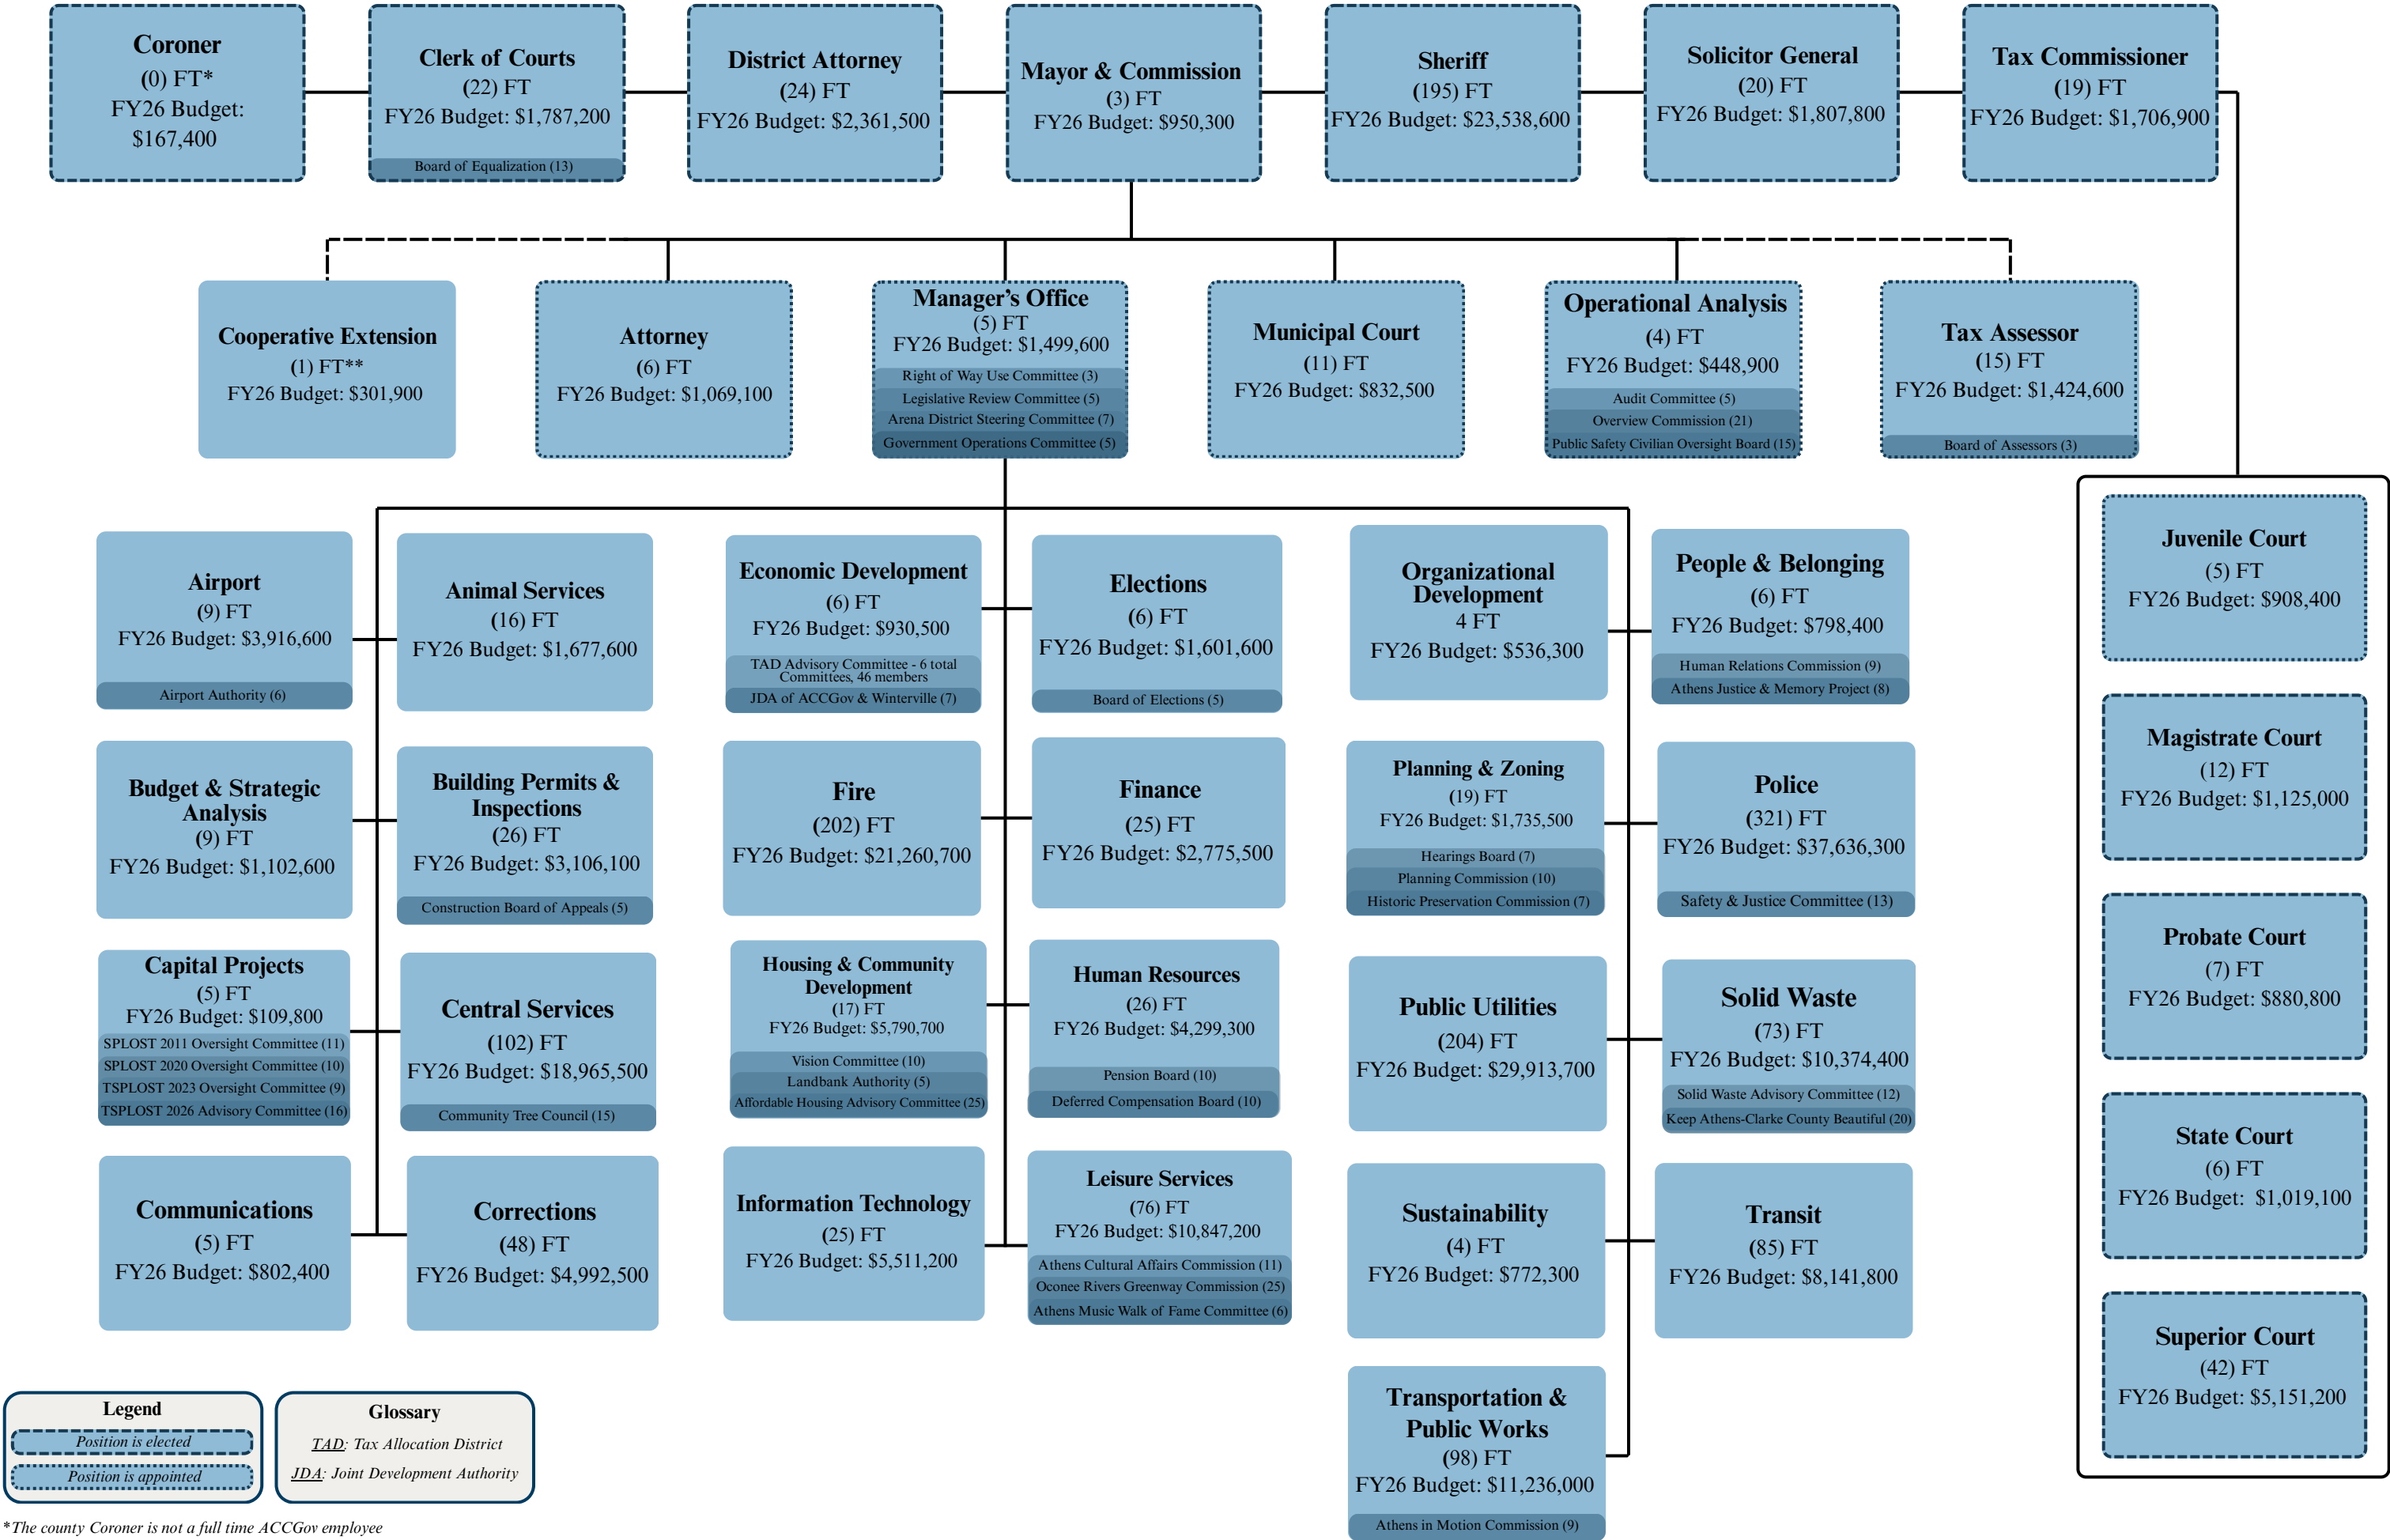 Coroner
(0) FT*
FY26 Budget:
$167,400
Clerk of Courts
(22) FT
FY26 Budget: $1,787,200
Board of Equalization (13)
District Attorney
(24) FT
FY26 Budget: $2,361,500
Mayor & Commission
(3) FT
FY26 Budget: $950,300
Sheriff
(195) FT
FY26 Budget: $23,538,600
Solicitor General
(20) FT
FY26 Budget: $1,807,800
Tax Commissioner
(19) FT
FY26 Budget: $1,706,900
Cooperative Extension
(1) FT**
FY26 Budget: $301,900
Attorney
(6) FT
FY26 Budget: $1,069,100
Manager’s Office
(5) FT
FY26 Budget: $1,499,600
Right of Way Use Committee (3)
Legislative Review Committee (5)
Arena District Steering Committee (7)
Government Operations Committee (5)
Municipal Court
(11) FT
FY26 Budget: $832,500
Operational Analysis
(4) FT
FY26 Budget: $448,900
Audit Committee (5)
Overview Commission (21)
Public Safety Civilian Oversight Board (15)
Tax Assessor
(15) FT
FY26 Budget: $1,424,600
Board of Assessors (3)
Airport
(9) FT
FY26 Budget: $3,916,600
Airport Authority (6)
Animal Services
(16) FT
FY26 Budget: $1,677,600
Economic Development
(6) FT
FY26 Budget: $930,500
TAD Advisory Committee - 6 total
Committees, 46 members
JDA of ACCGov & Winterville (7)
Elections
(6) FT
FY26 Budget: $1,601,600
Board of Elections (5)
Organizational
Development
4 FT
FY26 Budget: $536,300
People & Belonging
(6) FT
FY26 Budget: $798,400
Human Relations Commission (9)
Athens Justice & Memory Project (8)
Juvenile Court
(5) FT
FY26 Budget: $908,400
Budget & Strategic
Analysis
(9) FT
FY26 Budget: $1,102,600
Building Permits &
Inspections
(26) FT
FY26 Budget: $3,106,100
Construction Board of Appeals (5)
Fire
(202) FT
FY26 Budget: $21,260,700
Finance
(25) FT
FY26 Budget: $2,775,500
Planning & Zoning
(19) FT
FY26 Budget: $1,735,500
Hearings Board (7)
Planning Commission (10)
Historic Preservation Commission (7)
Police
(321) FT
FY26 Budget: $37,636,300
Safety & Justice Committee (13)
Magistrate Court
(12) FT
FY26 Budget: $1,125,000
Capital Projects
(5) FT
FY26 Budget: $109,800
SPLOST 2011 Oversight Committee (11)
SPLOST 2020 Oversight Committee (10)
TSPLOST 2023 Oversight Committee (9)
TSPLOST 2026 Advisory Committee (16)
Central Services
(102) FT
FY26 Budget: $18,965,500
Community Tree Council (15)
Housing & Community
Development
(17) FT
FY26 Budget: $5,790,700
Vision Committee (10)
Landbank Authority (5)
Affordable Housing Advisory Committee (25)
Human Resources
(26) FT
FY26 Budget: $4,299,300
Pension Board (10)
Deferred Compensation Board (10)
Public Utilities
(204) FT
FY26 Budget: $29,913,700
Solid Waste
(73) FT
FY26 Budget: $10,374,400
Solid Waste Advisory Committee (12)
Keep Athens-Clarke County Beautiful (20)
Probate Court
(7) FT
FY26 Budget: $880,800
Communications
(5) FT
FY26 Budget: $802,400
Corrections
(48) FT
FY26 Budget: $4,992,500
Information Technology
(25) FT
FY26 Budget: $5,511,200
Leisure Services
(76) FT
FY26 Budget: $10,847,200
Athens Cultural Affairs Commission (11)
Oconee Rivers Greenway Commission (25)
Athens Music Walk of Fame Committee (6)
Sustainability
(4) FT
FY26 Budget: $772,300
Transit
(85) FT
FY26 Budget: $8,141,800
State Court
(6) FT
FY26 Budget: $1,019,100
Transportation &
Public Works
(98) FT
FY26 Budget: $11,236,000
Athens in Motion Commission (9)
Superior Court
(42) FT
FY26 Budget: $5,151,200
Legend
Position is elected
Position is appointed
Glossary
TAD: Tax Allocation District
JDA: Joint Development Authority
*The county Coroner is not a full time ACCGov employee